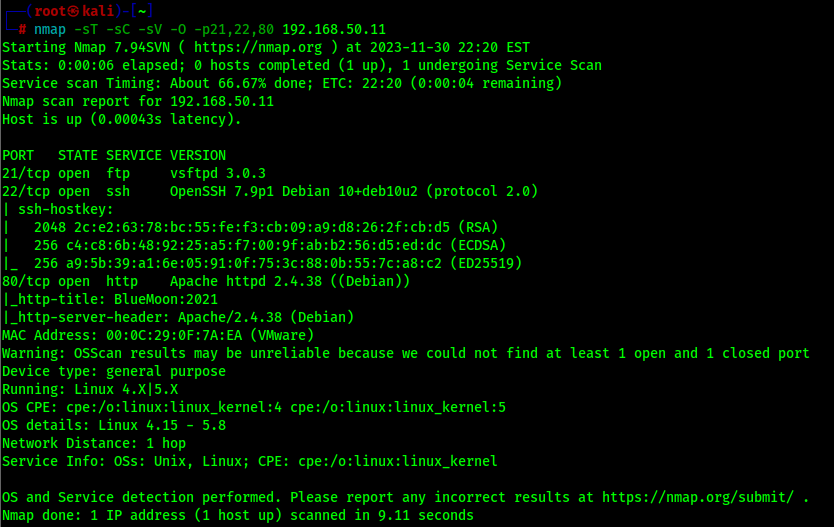 ┌──(root㉿kali)-[~]
└─# nmap -sT -sC -sV -O -p21,22,80 192.168.50.11
Starting Nmap 7.94SVN ( https://nmap.org ) at 2023-11-30 22:20 EST
Stats: 0:00:06 elapsed; 0 hosts completed (1 up), 1 undergoing Service Scan
Service scan Timing: About 66.67% done; ETC: 22:20 (0:00:04 remaining)
Nmap scan report for 192.168.50.11
Host is up (0.00043s latency).

PORT   STATE SERVICE VERSION
21/tcp open  ftp     vsftpd 3.0.3
22/tcp open  ssh     OpenSSH 7.9p1 Debian 10+deb10u2 (protocol 2.0)
| ssh-hostkey:
|   2048 2c:e2:63:78:bc:55:fe:f3:cb:09:a9:d8:26:2f:cb:d5 (RSA)
|   256 c4:c8:6b:48:92:25:a5:f7:00:9f:ab:b2:56:d5:ed:dc (ECDSA)
|_  256 a9:5b:39:a1:6e:05:91:0f:75:3c:88:0b:55:7c:a8:c2 (ED25519)
80/tcp open  http    Apache httpd 2.4.38 ((Debian))
|_http-title: BlueMoon:2021
|_http-server-header: Apache/2.4.38 (Debian)
MAC Address: 00:0C:29:0F:7A:EA (VMware)
Warning: OSScan results may be unreliable because we could not find at least 1 open and 1 closed port
Device type: general purpose
Running: Linux 4.X|5.X
OS CPE: cpe:/o:linux:linux_kernel:4 cpe:/o:linux:linux_kernel:5
OS details: Linux 4.15 - 5.8
Network Distance: 1 hop
Service Info: OSs: Unix, Linux; CPE: cpe:/o:linux:linux_kernel

OS and Service detection performed. Please report any incorrect results at https://nmap.org/submit/ .
Nmap done: 1 IP address (1 host up) scanned in 9.11 seconds